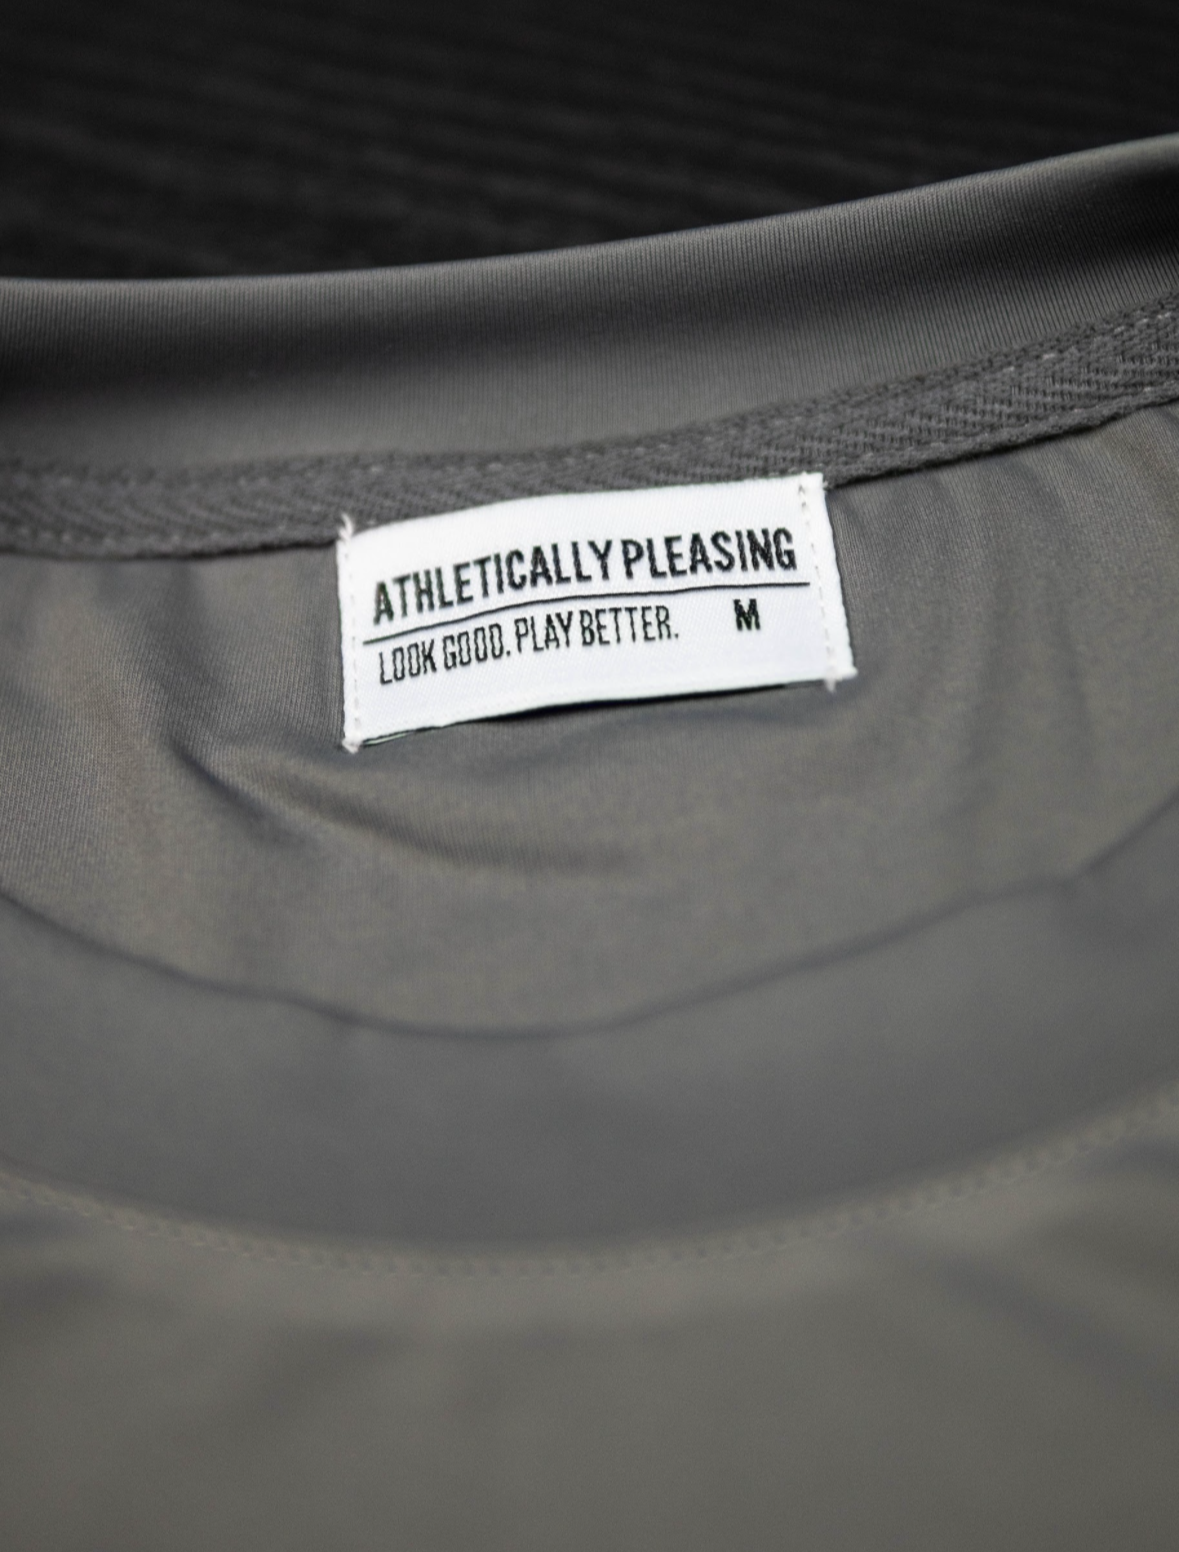 ATHLETICALLY PLEASING
LOOK GOOD. PLAY BETTER. M